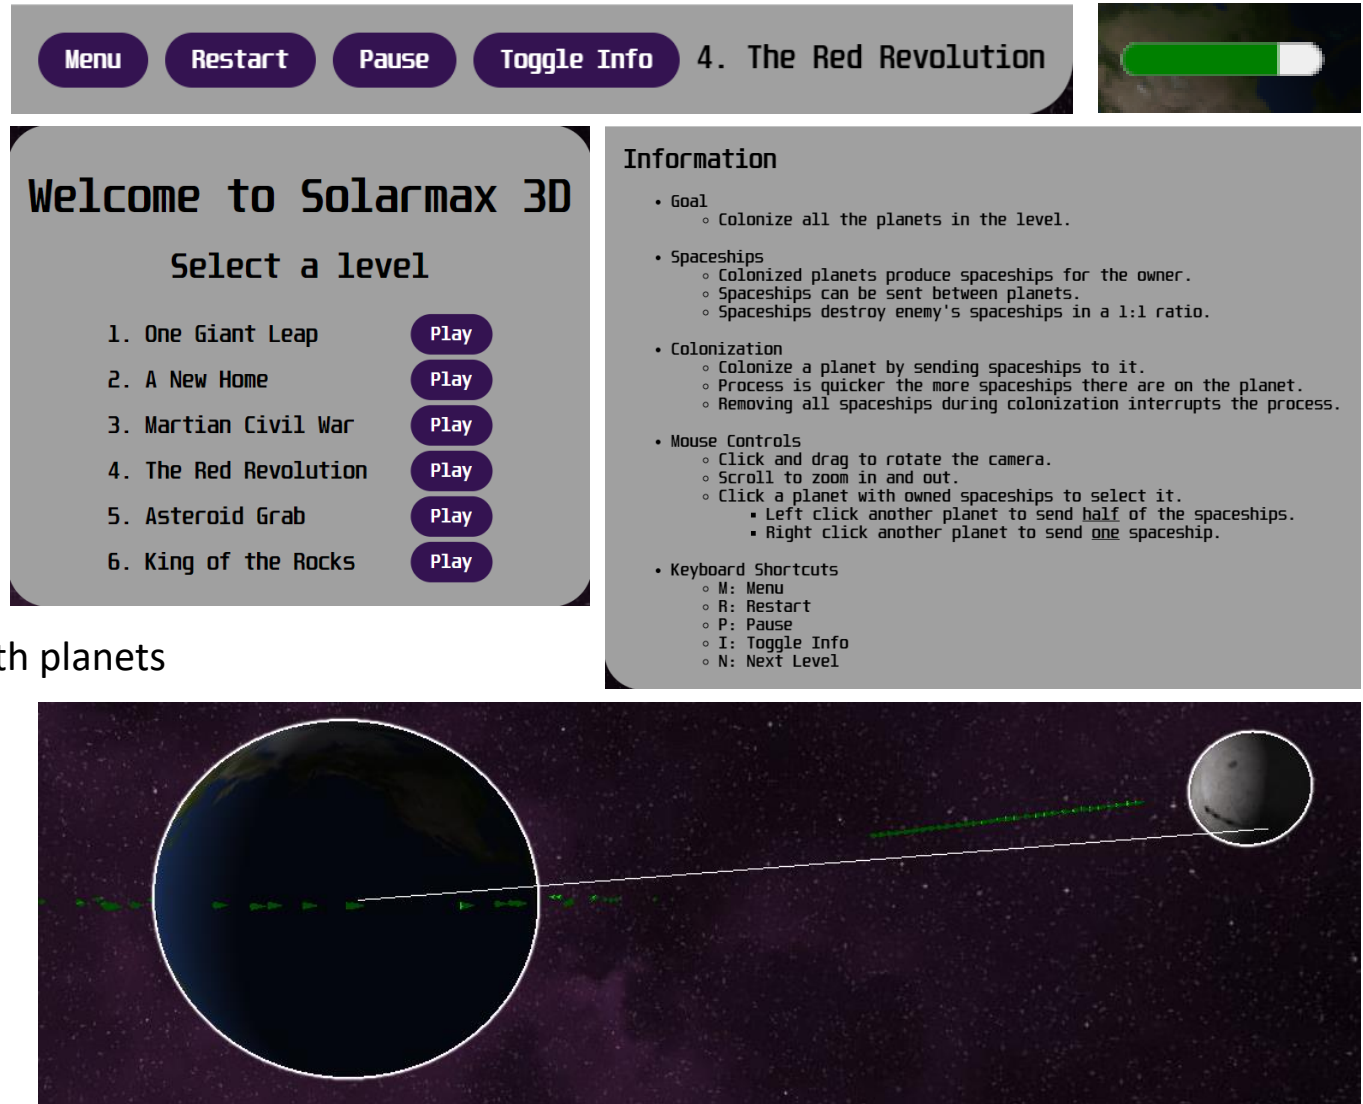 Menu Restart Pause Toggle Info 4. The Red Revolution
Welcome to Solarmax 3D
Select a level
1. One Giant Leap Play
2. A New Home Play
3. Martian Civil War Play
4. The Red Revolution Play
5. Asteroid Grab Play
6. King of the Rocks Play
Information
• Goal
◦ Colonize all the planets in the level.
• Spaceships
◦ Colonized planets produce spaceships for the owner.
◦ Spaceships can be sent between planets.
◦ Spaceships destroy enemy's spaceships in a 1:1 ratio.
• Colonization
◦ Colonize a planet by sending spaceships to it.
◦ Process is quicker the more spaceships there are on the planet.
◦ Removing all spaceships during colonization interrupts the process.
• Mouse Controls
◦ Click and drag to rotate the camera.
◦ Scroll to zoom in and out.
◦ Click a planet with owned spaceships to select it.
▪ Left click another planet to send half of the spaceships.
▪ Right click another planet to send one spaceship.
• Keyboard Shortcuts
◦ M: Menu
◦ R: Restart
◦ P: Pause
◦ I: Toggle Info
◦ N: Next Level
planets